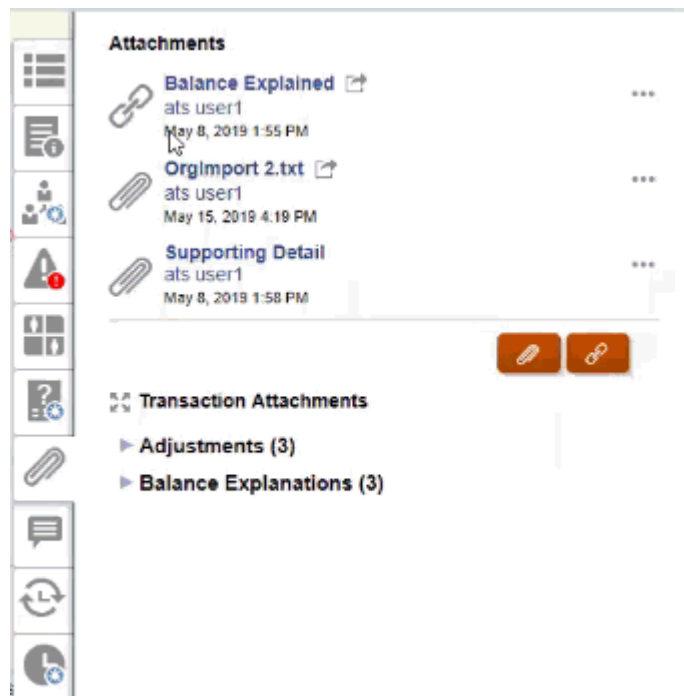 Attachments
Balance Explained
ats user1
May 8, 2019 1:55 PM
OrgImport 2.txt
ats user1
May 15, 2019 4:19 PM
Supporting Detail
ats user1
May 8, 2019 1:58 PM
Transaction Attachments
Adjustments (3)
Balance Explanations (3)